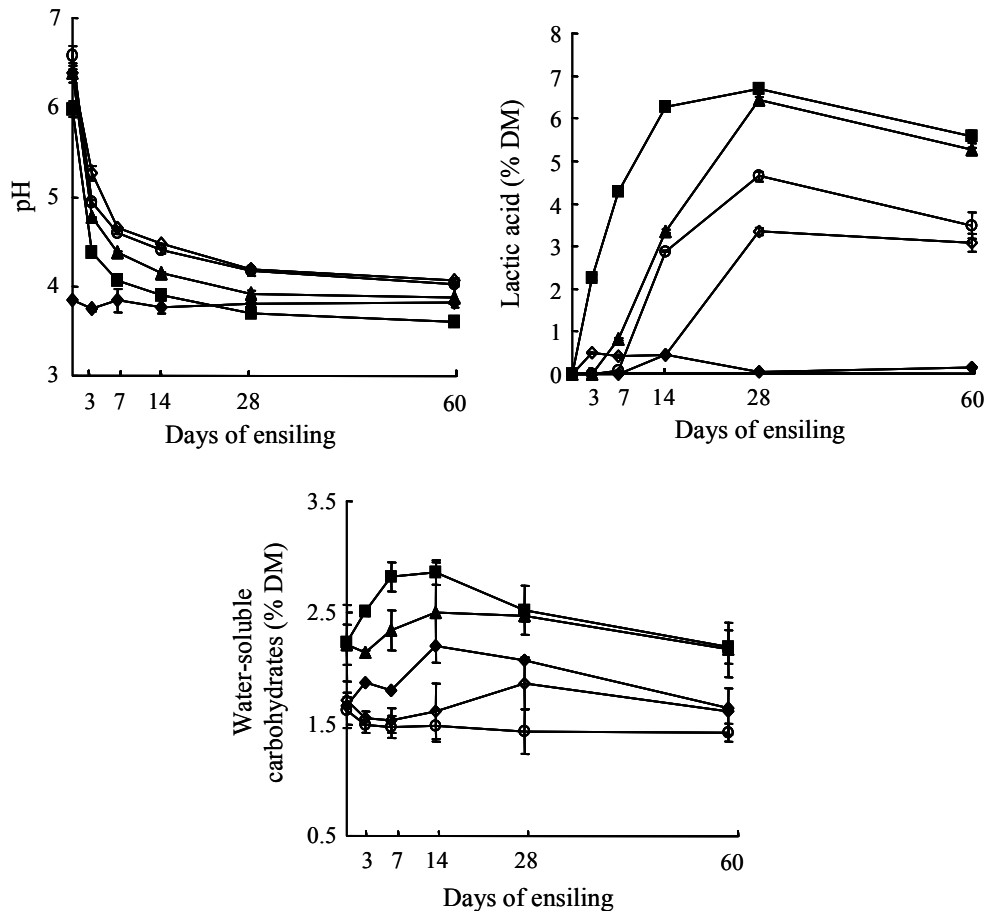 7
6
5
4
3
pH
3 7 14 28 60
Days of ensiling
8
7
6
5
4
3
2
1
0
Lactic acid (% DM)
3 7 14 28 60
Days of ensiling
3.5
2.5
1.5
0.5
Water-soluble
carbohydrates (% DM)
3 7 14 28 60
Days of ensiling